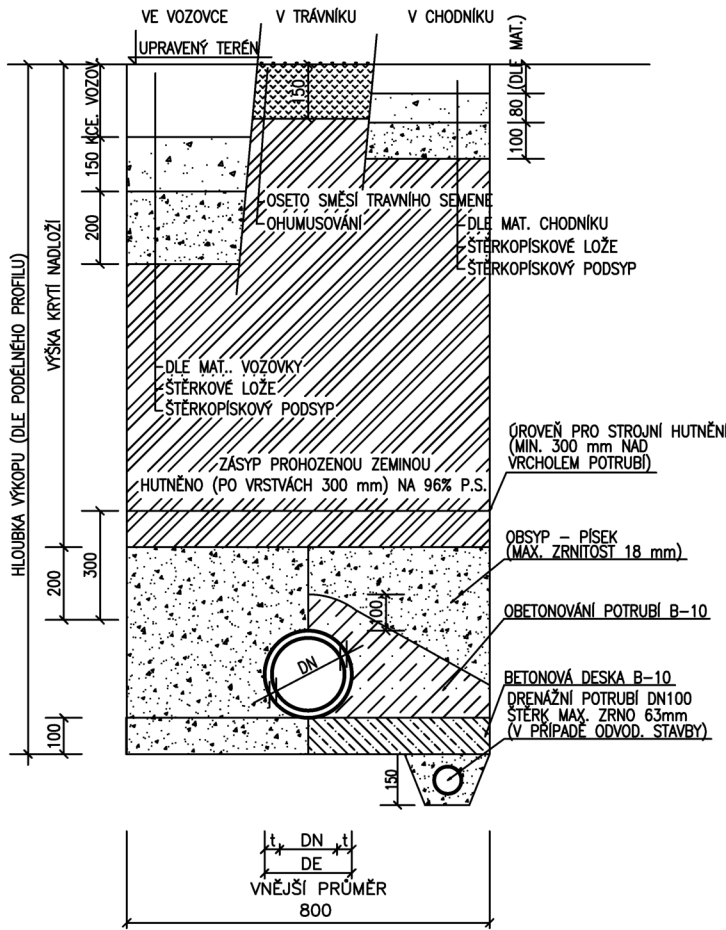 VE VOZOVCE
V TRÁVNÍKU
V CHODNÍKU
UPRAVENÝ TERÉN
KCE. VOZOV.
150
200
150
(DLE MAT.)
80
100
OSETO SMĚSÍ TRAVNÍHO SEMENE
OHUMUSOVÁNÍ
DLE MAT. CHODNÍKU
ŠTĚRKOPÍSKOVÉ LOŽE
ŠTĚRKOPÍSKOVÝ PODSYP
HLOUBKA VÝKOPU (DLE PODÉLNÉHO PROFILU)
VÝŠKA KRYTÍ NADLOŽÍ
DLE MAT.. VOZOVKY
ŠTĚRKOVÉ LOŽE
ŠTĚRKOPÍSKOVÝ PODSYP
ÚROVEŇ PRO STROJNÍ HUTNĚNÍ
(MIN. 300 mm NAD
VRCHOLEM POTRUBÍ)
ZÁSYP PROHOZENOU ZEMINOU
HUTNĚNO (PO VRSTVÁCH 300 mm) NA 96% P.S.
OBSYP – PÍSEK
(MAX. ZRNITOST 18 mm)
200
300
100
OBETONOVÁNÍ POTRUBÍ B-10
DN
BETONOVÁ DESKA B-10
DRENÁŽNÍ POTRUBÍ DN100
ŠTĚRK MAX. ZRNO 63mm
(V PŘÍPADĚ ODVOD. STAVBY)
100
150
t DN t
DE
VNĚJŠÍ PRŮMĚR
800